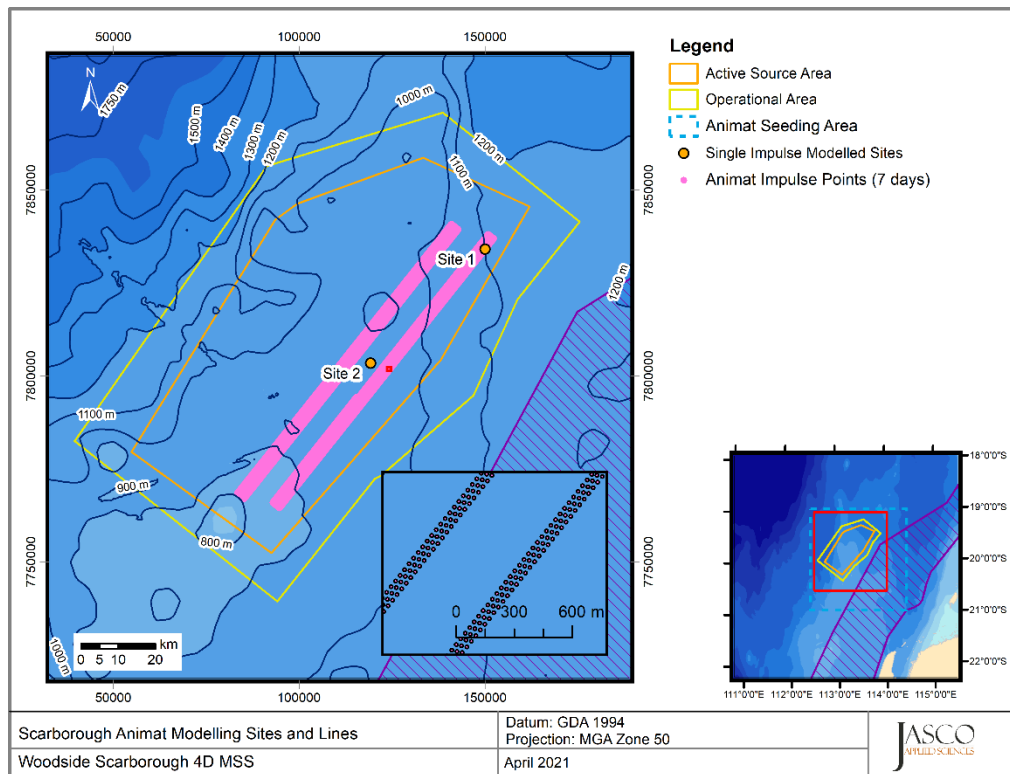 50000
100000
150000
N
1750 m
1500 m
1400 m
1300 m
1200 m
1000 m
1100 m
1200 m
7850000
7850000
Site 1
1200 m
7800000
7800000
Site 2
1100 m
900 m
800 m
7750000
7750000
0 300 600 m
km
0 5 10 20
1000 m
50000
100000
150000
Legend
Active Source Area
Operational Area
Animat Seeding Area
Single Impulse Modelled Sites
Animat Impulse Points (7 days)
18°0'0"S
19°0'0"S
20°0'0"S
21°0'0"S
22°0'0"S
111°0'0"E 112°0'0"E 113°0'0"E 114°0'0"E 115°0'0"E
Scarborough Animat Modelling Sites and Lines
Woodside Scarborough 4D MSS
Datum: GDA 1994
Projection: MGA Zone 50
April 2021
JASCO
APPLIED SCIENCES